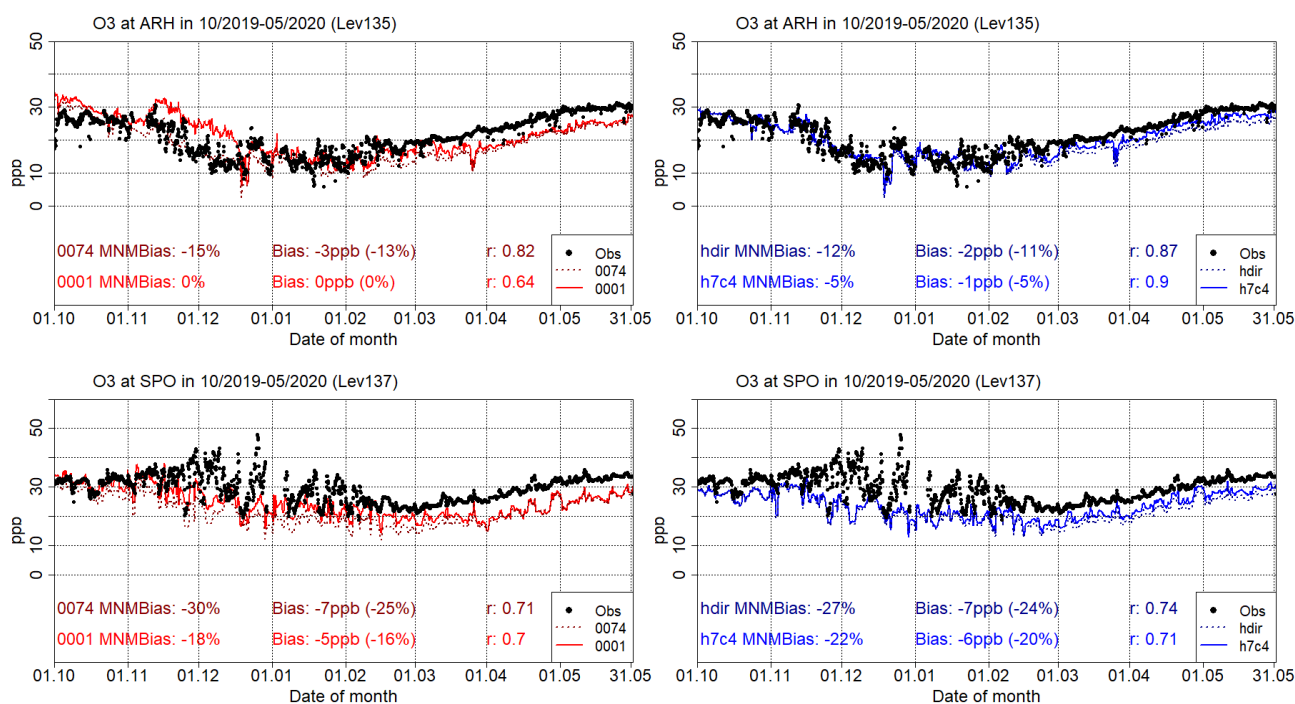 O3 at ARH in 10/2019-05/2020 (Lev135)
50
30
10
0
ppb
0074 MNMBias: -15% Bias: -3ppb (-13%) r: 0.82
0001 MNMBias: 0% Bias: 0ppb (0%) r: 0.64
Obs
0074
0001
01.10 01.11 01.12 01.01 01.02 01.03 01.04 01.05 31.05
Date of month
O3 at ARH in 10/2019-05/2020 (Lev135)
50
30
10
0
ppb
hdir MNMBias: -12% Bias: -2ppb (-11%) r: 0.87
h7c4 MNMBias: -5% Bias: -1ppb (-5%) r: 0.9
Obs
hdir
h7c4
01.10 01.11 01.12 01.01 01.02 01.03 01.04 01.05 31.05
Date of month
O3 at SPO in 10/2019-05/2020 (Lev137)
50
30
10
0
ppb
0074 MNMBias: -30% Bias: -7ppb (-25%) r: 0.71
0001 MNMBias: -18% Bias: -5ppb (-16%) r: 0.7
Obs
0074
0001
01.10 01.11 01.12 01.01 01.02 01.03 01.04 01.05 31.05
Date of month
O3 at SPO in 10/2019-05/2020 (Lev137)
50
30
10
0
ppb
hdir MNMBias: -27% Bias: -7ppb (-24%) r: 0.74
h7c4 MNMBias: -22% Bias: -6ppb (-20%) r: 0.71
Obs
hdir
h7c4
01.10 01.11 01.12 01.01 01.02 01.03 01.04 01.05 31.05
Date of month